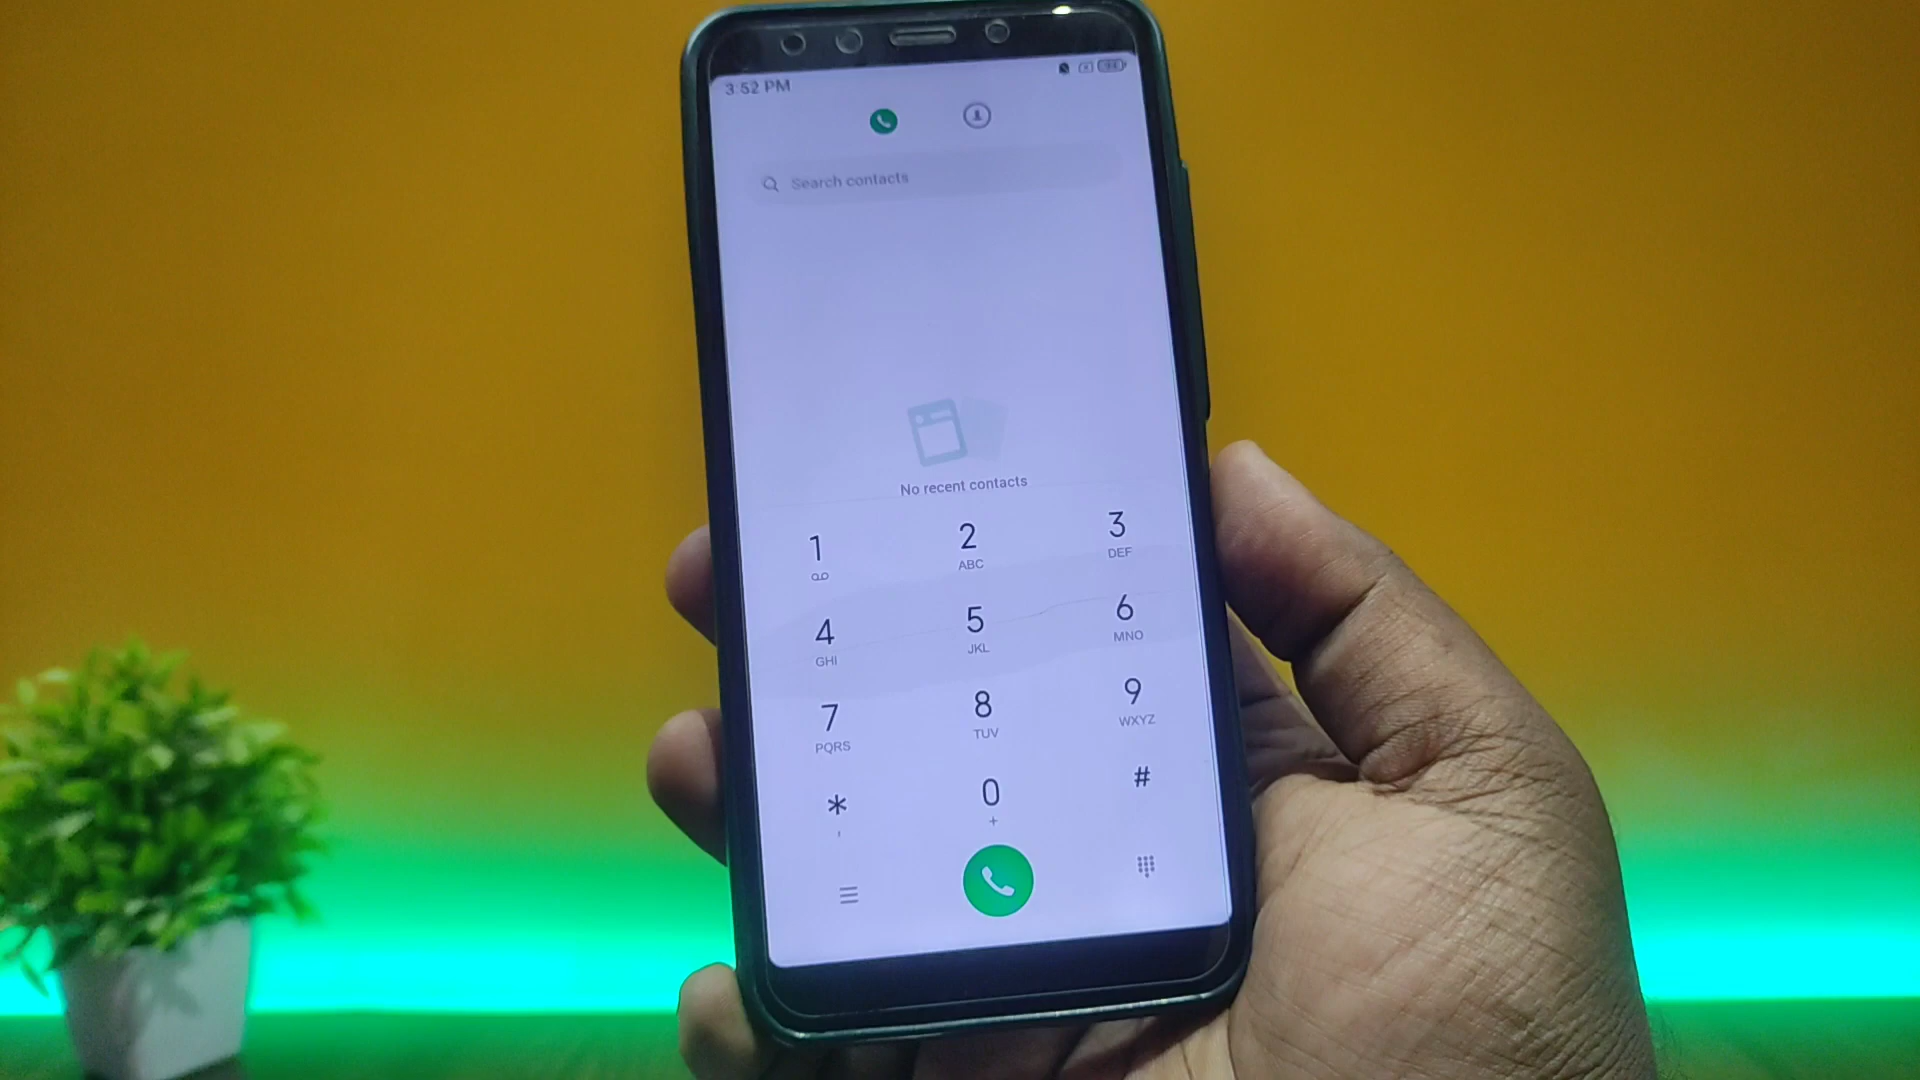 3:52 PM
Search contacts
No recent contacts
1 2 3
ABC DEF
4 5 6
GHI JKL MNO
7 8 9
PQRS TUV WXYZ
* 0 #
, +